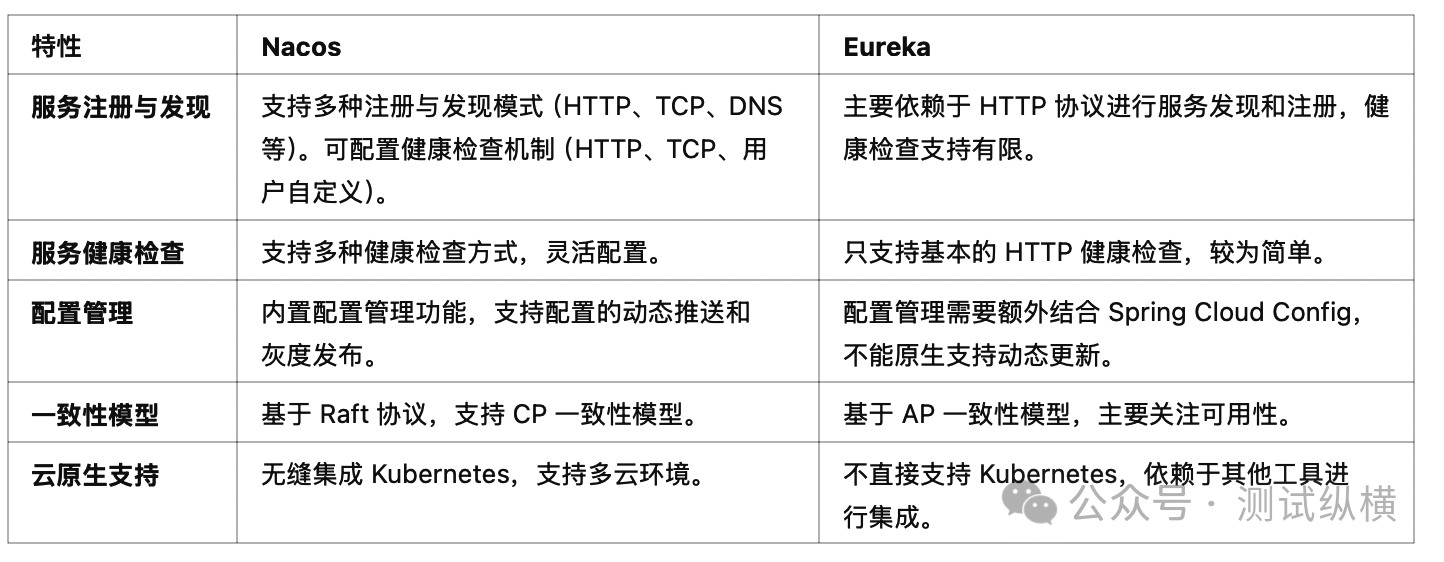 特性
Nacos
Eureka
服务注册与发现
支持多种注册与发现模式（HTTP、TCP、DNS
等）。可配置健康检查机制（HTTP、TCP、用
户自定义）。
主要依赖于 HTTP 协议进行服务发现和注册，健
康检查支持有限。
服务健康检查
支持多种健康检查方式，灵活配置。
只支持基本的 HTTP 健康检查，较为简单。
配置管理
内置配置管理功能，支持配置的动态推送和
灰度发布。
配置管理需要额外结合 Spring Cloud Config，
不能原生支持动态更新。
一致性模型
基于 Raft 协议，支持 CP 一致性模型。
基于 AP 一致性模型，主要关注可用性。
云原生支持
无缝集成 Kubernetes，支持多云环境。
不直接支持 Kubernetes，依赖于其他工具进
行集成。
公众号 · 测试纵横